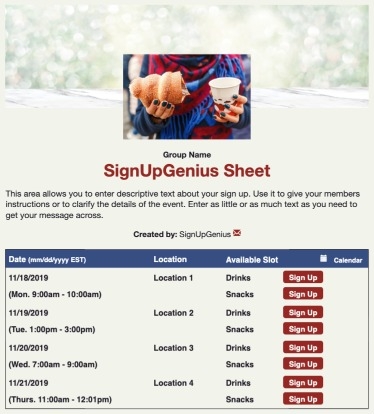 Group Name
SignUpGenius Sheet
This area allows you to enter descriptive text about your sign up. Use it to give your members
instructions or to clarify the details of the event. Enter as little or as much text as you need to
get your message across.
Created by: SignUpGenius
Date (mm/dd/yyyy EST) Location Available Slot Calendar
11/18/2019 Location 1 Drinks Sign Up
(Mon. 9:00am - 10:00am) Snacks Sign Up
11/19/2019 Location 2 Drinks Sign Up
(Tue. 1:00pm - 3:00pm) Snacks Sign Up
11/20/2019 Location 3 Drinks Sign Up
(Wed. 7:00am - 9:00am) Snacks Sign Up
11/21/2019 Location 4 Drinks Sign Up
(Thurs. 11:00am - 12:01pm) Snacks Sign Up